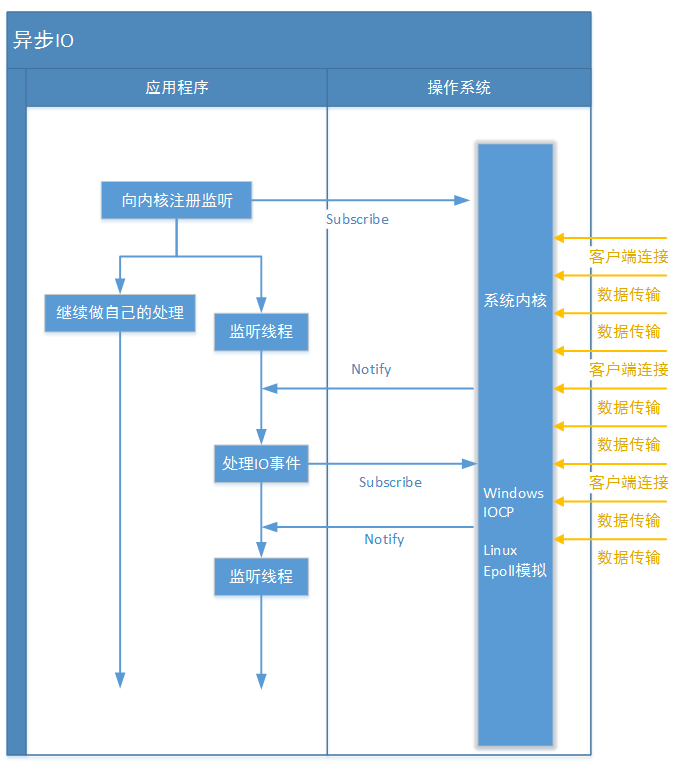 异步IO
应用程序
操作系统
向内核注册监听
Subscribe
继续做自己的处理
监听线程
Notify
处理IO事件
Subscribe
Notify
监听线程
系统内核
Windows
IOCP
Linux
Epoll模拟
客户端连接
数据传输
数据传输
客户端连接
数据传输
数据传输
客户端连接
数据传输
数据传输